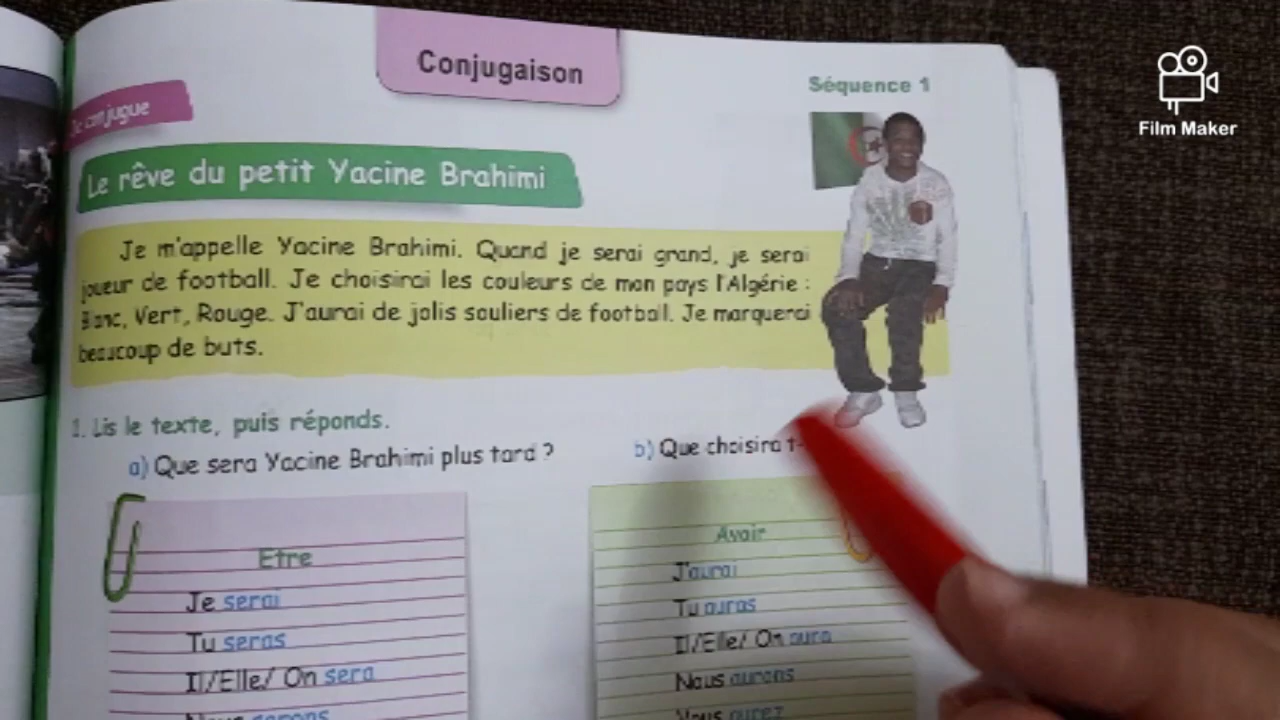 Conjugaison
Séquence 1
Je conjugue
Film Maker
Le rêve du petit Yacine Brahimi
Je m'appelle Yacine Brahimi. Quand je serai grand, je serai
joueur de football. Je choisirai les couleurs de mon pays l'Algérie :
Blanc, Vert, Rouge. J'aurai de jolis souliers de football. Je marquerai
beaucoup de buts.
1. Lis le texte, puis réponds.
a) Que sera Yacine Brahimi plus tard ?
b) Que choisira t-
Etre
Je serai
Tu seras
Il/Elle/ On sera
Nous serons
Avoir
J'aurai
Tu auras
Il/Elle/ On aura
Nous aurons
Vous aurez